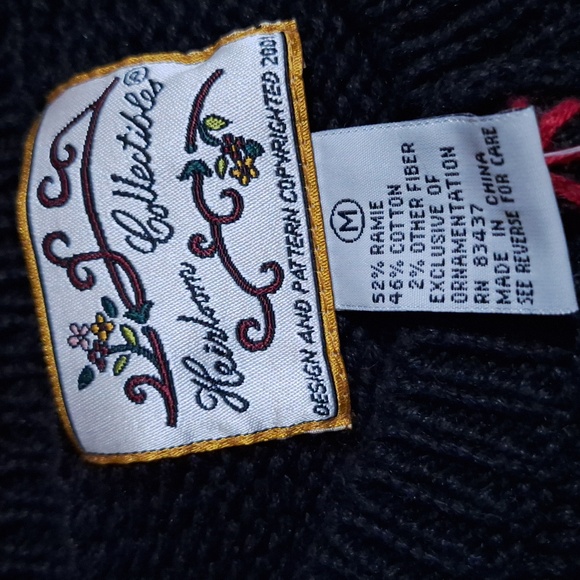 Heirloom
Collectibles®
DESIGN AND PATTERN COPYRIGHTED 2001
M
52% RAMIE
46% COTTON
2% OTHER FIBER
EXCLUSIVE OF
ORNAMENTATION
RN 83437
MADE IN CHINA
SEE REVERSE FOR CARE